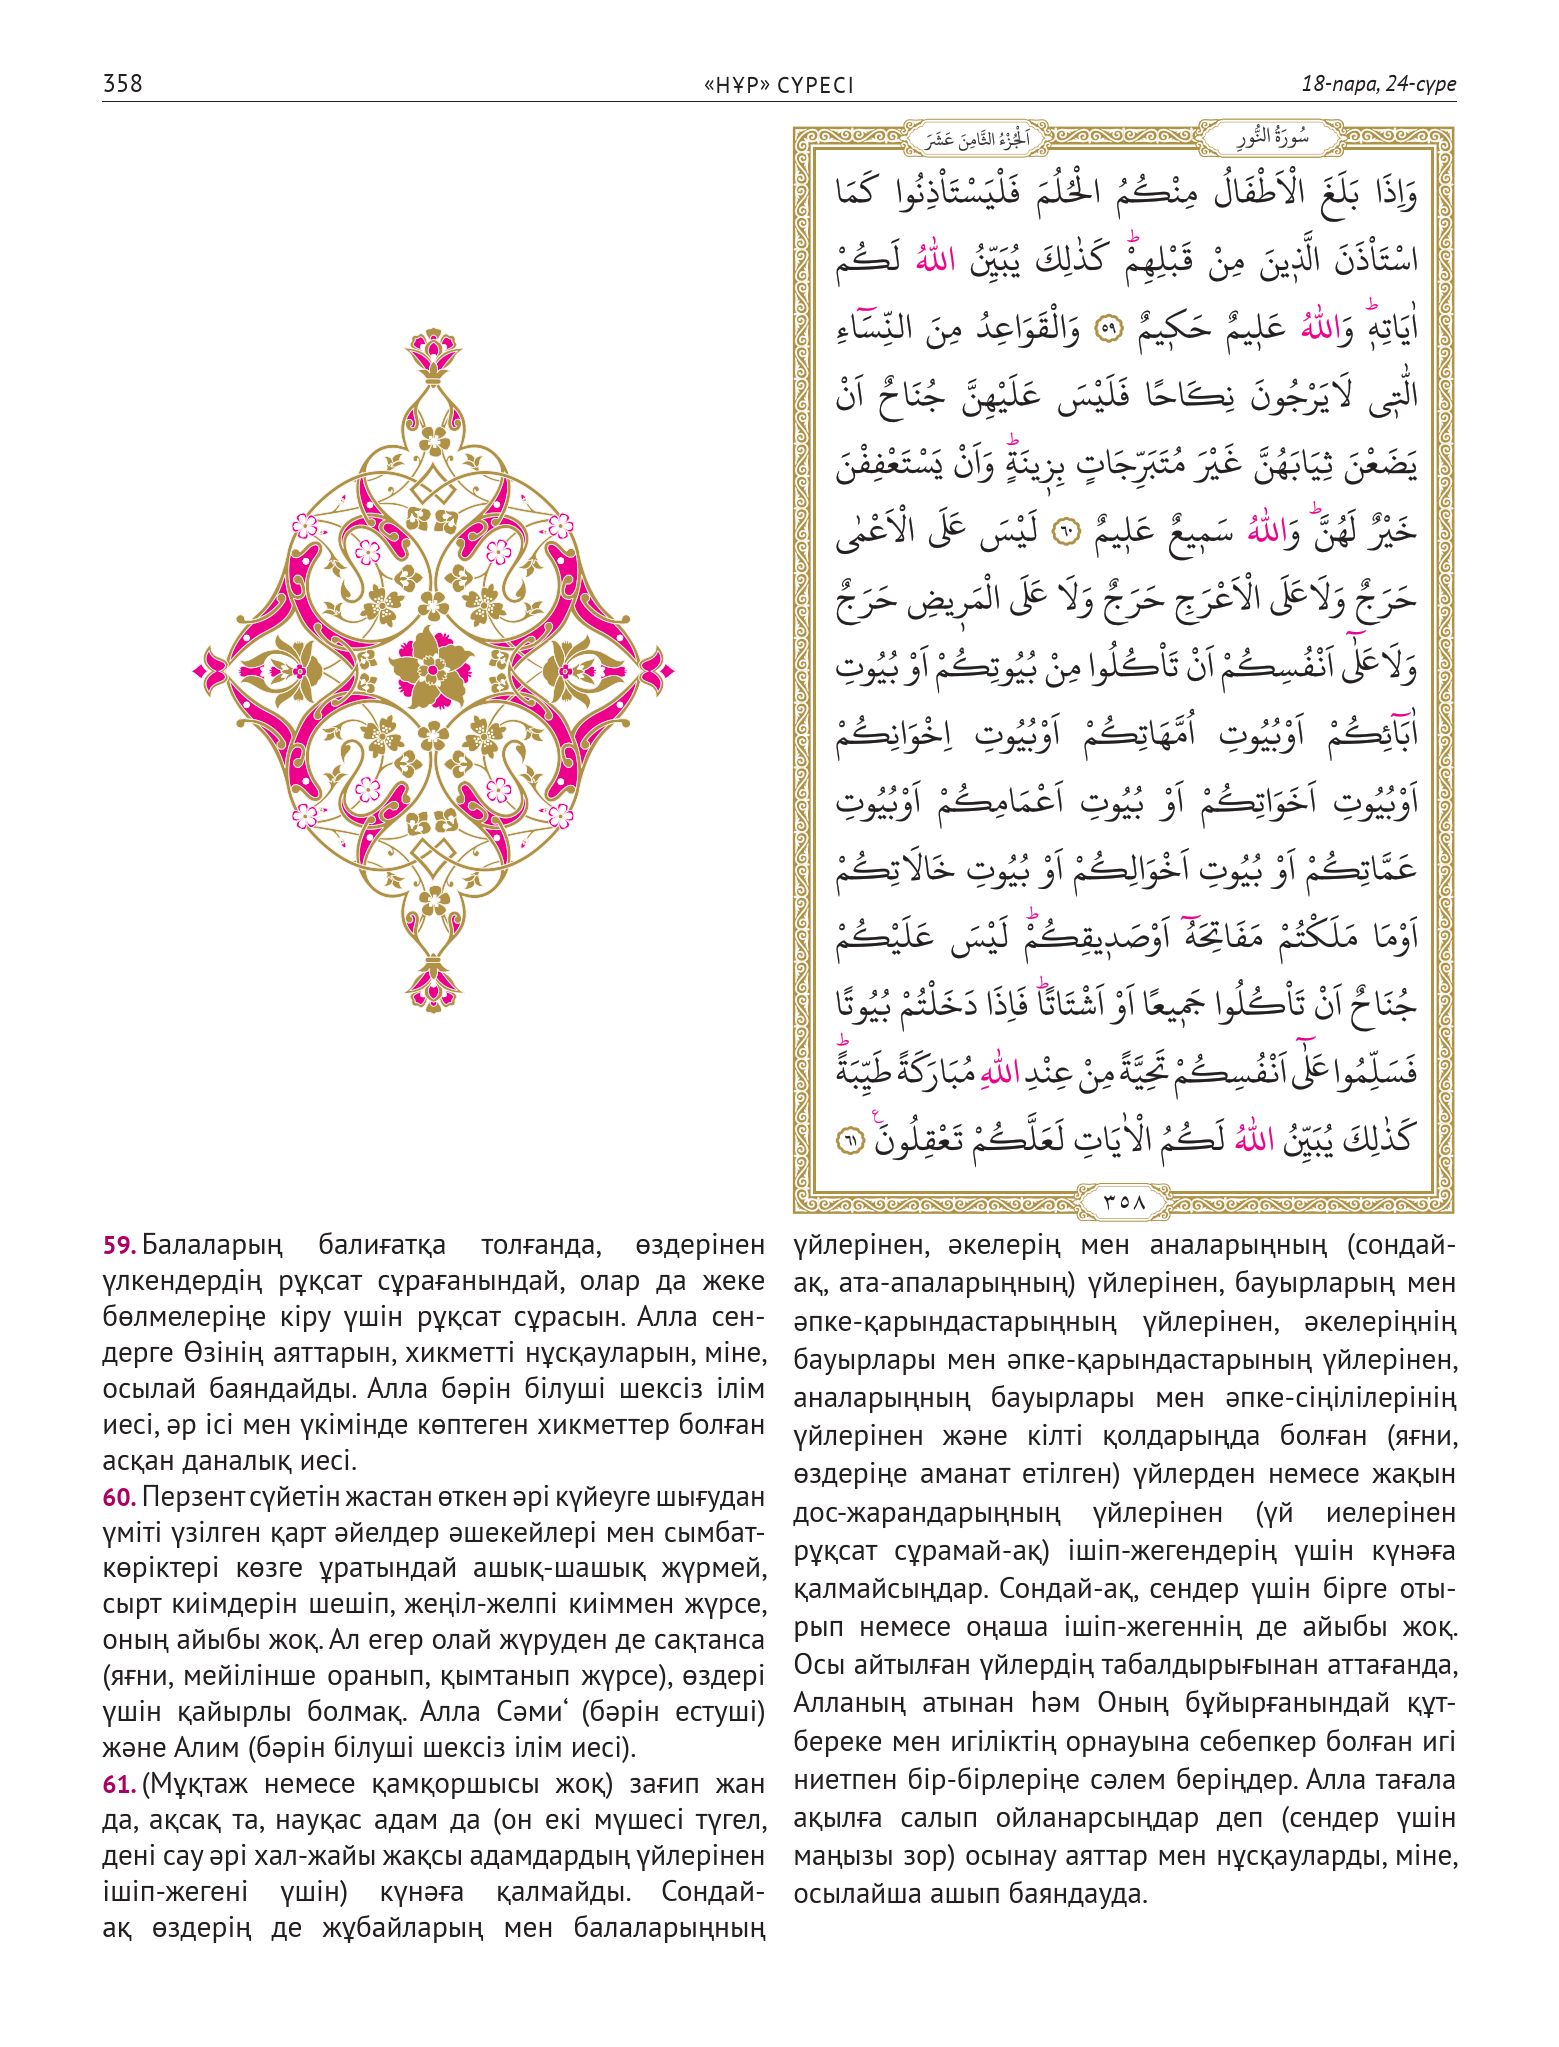 358
«НҰР» СҮРЕСІ
18-пара, 24-сүре
سُورَةُ النُّورِ
اَلْجُزْءُ الثَّامِنَ عَشَرَ
وَاِذَا بَلَغَ الْاَطْفَالُ مِنْكُمُ الْحُلُمَ فَلْيَسْتَاْذِنُوا كَمَا
اسْتَاْذَنَ الَّذ۪ينَ مِنْ قَبْلِهِمْؕ كَذٰلِكَ يُبَيِّنُ اللّٰهُ لَكُمْ
اٰيَاتِه۪ؕ وَاللّٰهُ عَل۪يمٌ حَك۪يمٌ ﴿٥٩﴾ وَالْقَوَاعِدُ مِنَ النِّسَٓاءِ
الّٰت۪ي لَا يَرْجُونَ نِكَاحًا فَلَيْسَ عَلَيْهِنَّ جُنَاحٌ اَنْ
يَضَعْنَ ثِيَابَهُنَّ غَيْرَ مُتَبَرِّجَاتٍ بِز۪ينَةٍؕ وَاَنْ يَسْتَعْفِفْنَ
خَيْرٌ لَهُنَّؕ وَاللّٰهُ سَم۪يعٌ عَل۪يمٌ ﴿٦٠﴾ لَيْسَ عَلَى الْاَعْمٰى
حَرَجٌ وَلَا عَلَى الْاَعْرَجِ حَرَجٌ وَلَا عَلَى الْمَر۪يضِ حَرَجٌ
وَلَا عَلٰٓى اَنْفُسِكُمْ اَنْ تَاْكُلُوا مِنْ بُيُوتِكُمْ اَوْ بُيُوتِ
اٰبَٓائِكُمْ اَوْ بُيُوتِ اُمَّهَاتِكُمْ اَوْ بُيُوتِ اِخْوَانِكُمْ
اَوْ بُيُوتِ اَخَوَاتِكُمْ اَوْ بُيُوتِ اَعْمَامِكُمْ اَوْ بُيُوتِ
عَمَّاتِكُمْ اَوْ بُيُوتِ اَخْوَالِكُمْ اَوْ بُيُوتِ خَالَاتِكُمْ
اَوْ مَا مَلَكْتُمْ مَفَاتِحَهُٓ اَوْ صَد۪يقِكُمْؕ لَيْسَ عَلَيْكُمْ
جُنَاحٌ اَنْ تَاْكُلُوا جَم۪يعًا اَوْ اَشْتَاتًاؕ فَاِذَا دَخَلْتُمْ بُيُوتًا
فَسَلِّمُوا عَلٰٓى اَنْفُسِكُمْ تَحِيَّةً مِنْ عِنْدِ اللّٰهِ مُبَارَكَةً طَيِّبَةًؕ
كَذٰلِكَ يُبَيِّنُ اللّٰهُ لَكُمُ الْاٰيَاتِ لَعَلَّكُمْ تَعْقِلُونَ ع ﴿٦١﴾
٣٥٨
59. Балаларың балиғатқа толғанда, өздерінен
үлкендердің рұқсат сұрағанындай, олар да жеке
бөлмелеріңе кіру үшін рұқсат сұрасын. Алла сен-
дерге Өзінің аяттарын, хикметті нұсқауларын, міне,
осылай баяндайды. Алла бәрін білуші шексіз ілім
иесі, әр ісі мен үкімінде көптеген хикметтер болған
асқан даналық иесі.
60. Перзент сүйетін жастан өткен әрі күйеуге шығудан
үміті үзілген қарт әйелдер әшекейлері мен сымбат-
көріктері көзге ұратындай ашық-шашық жүрмей,
сырт киімдерін шешіп, жеңіл-желпі киіммен жүрсе,
оның айыбы жоқ. Ал егер олай жүруден де сақтанса
(яғни, мейілінше оранып, қымтанып жүрсе), өздері
үшін қайырлы болмақ. Алла Сәми‘ (бәрін естуші)
және Алим (бәрін білуші шексіз ілім иесі).
61. (Мұқтаж немесе қамқоршысы жоқ) зағип жан
да, ақсақ та, науқас адам да (он екі мүшесі түгел,
дені сау әрі хал-жайы жақсы адамдардың үйлерінен
ішіп-жегені үшін) күнәға қалмайды. Сондай-
ақ өздерің де жұбайларың мен балаларыңның
үйлерінен, әкелерің мен аналарыңның (сондай-
ақ, ата-апаларыңның) үйлерінен, бауырларың мен
әпке-қарындастарыңның үйлерінен, әкелеріңнің
бауырлары мен әпке-қарындастарының үйлерінен,
аналарыңның бауырлары мен әпке-сіңілілерінің
үйлерінен және кілті қолдарыңда болған (яғни,
өздеріңе аманат етілген) үйлерден немесе жақын
дос-жарандарыңның үйлерінен (үй иелерінен
рұқсат сұрамай-ақ) ішіп-жегендерің үшін күнәға
қалмайсыңдар. Сондай-ақ, сендер үшін бірге оты-
рып немесе оңаша ішіп-жегеннің де айыбы жоқ.
Осы айтылған үйлердің табалдырығынан аттағанда,
Алланың атынан һәм Оның бұйырғанындай құт-
береке мен игіліктің орнауына себепкер болған игі
ниетпен бір-бірлеріңе сәлем беріңдер. Алла тағала
ақылға салып ойланарсыңдар деп (сендер үшін
маңызы зор) осынау аяттар мен нұсқауларды, міне,
осылайша ашып баяндауда.